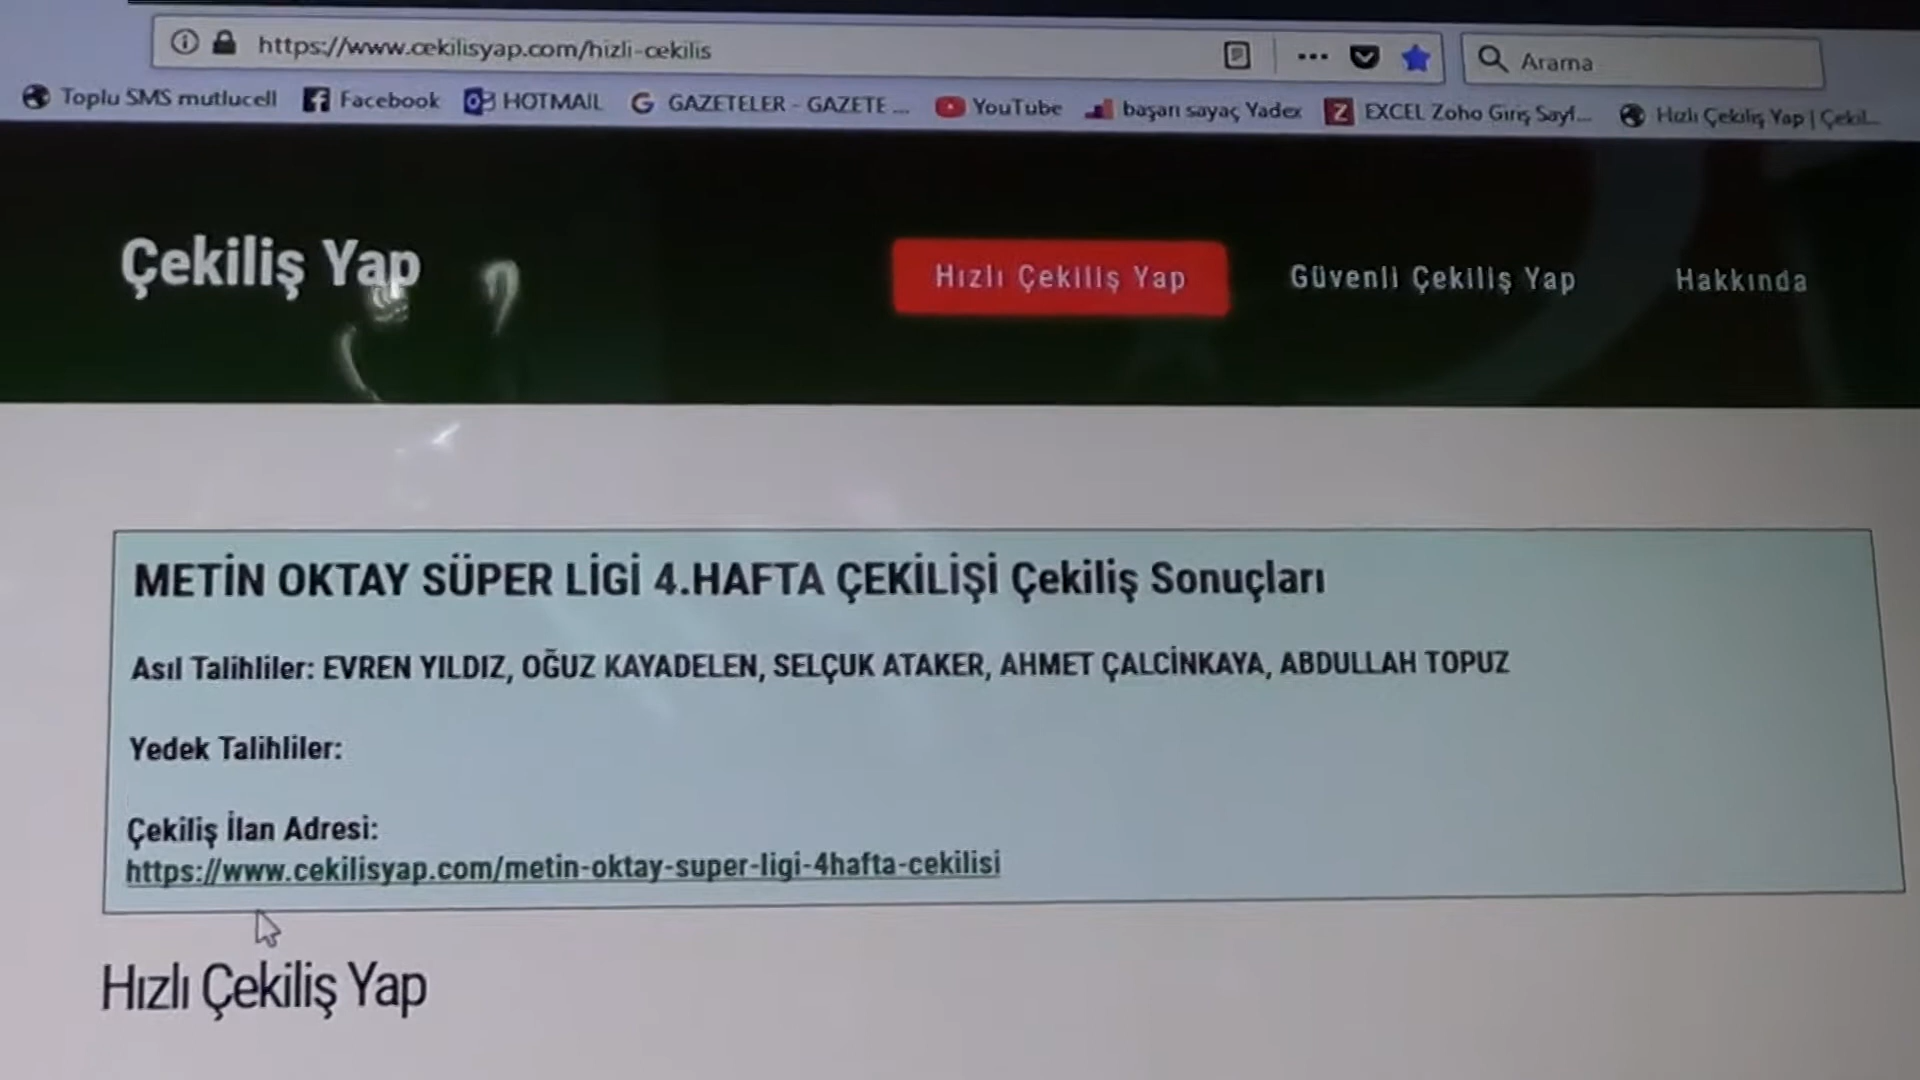 https://www.cekilisyap.com/hizli-cekilis
Arama
Toplu SMS mutlucell Facebook HOTMAIL GAZETELER - GAZETE ... YouTube başarı sayaç Yadex EXCEL Zoho Giriş Sayf... Hızlı Çekiliş Yap | Çekil...
Çekiliş Yap
Hızlı Çekiliş Yap Güvenli Çekiliş Yap Hakkında
METİN OKTAY SÜPER LİGİ 4.HAFTA ÇEKİLİŞİ Çekiliş Sonuçları
Asıl Talihliler: EVREN YILDIZ, OĞUZ KAYADELEN, SELÇUK ATAKER, AHMET ÇALCİNKAYA, ABDULLAH TOPUZ
Yedek Talihliler:
Çekiliş İlan Adresi:
https://www.cekilisyap.com/metin-oktay-super-ligi-4hafta-cekilisi
Hızlı Çekiliş Yap